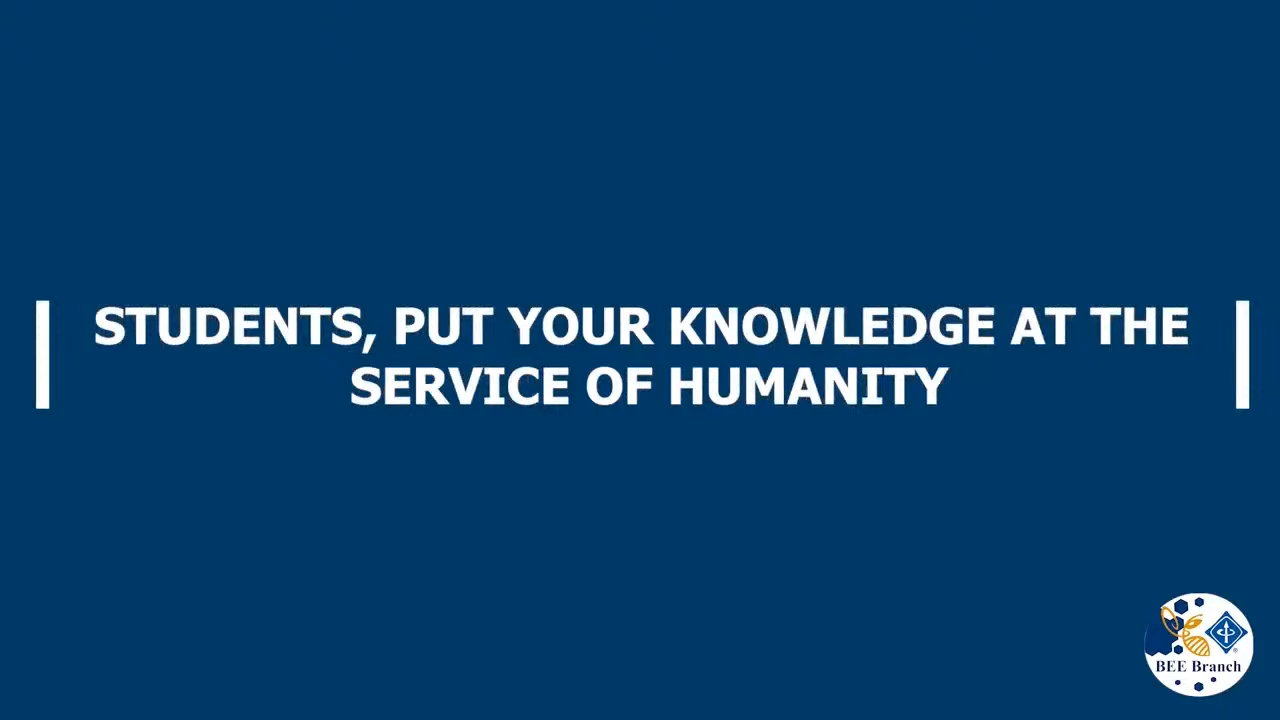 STUDENTS, PUT YOUR KNOWLEDGE AT THE
SERVICE OF HUMANITY
BEE Branch